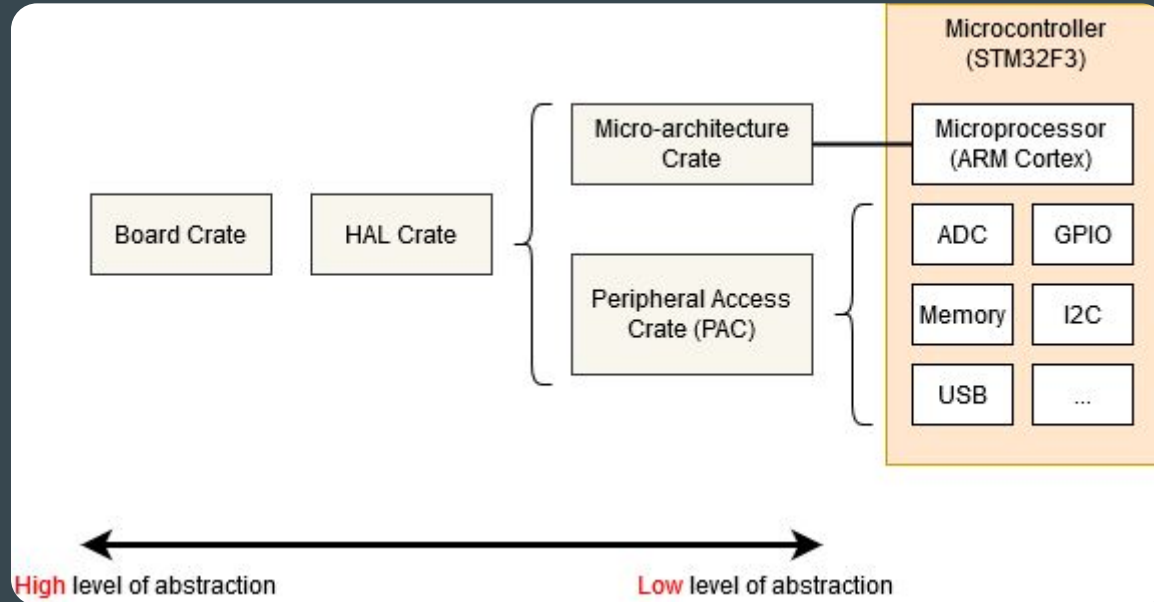 Microcontroller
(STM32F3)
Micro-architecture
Crate
Microprocessor
(ARM Cortex)
Board Crate
HAL Crate
Peripheral Access
Crate (PAC)
ADC
GPIO
Memory
I2C
USB
...
High level of abstraction
Low level of abstraction